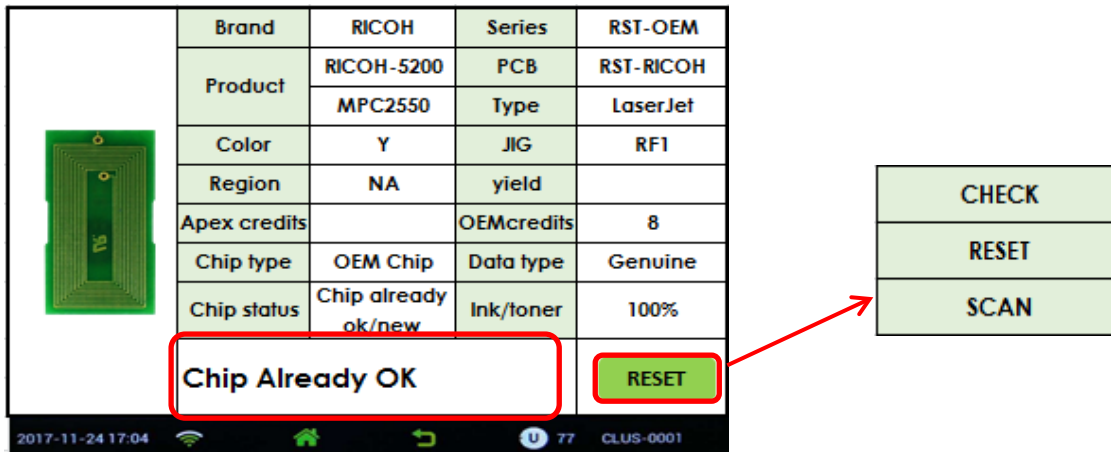 Brand RICOH Series RST-OEM
Product RICOH-5200 PCB RST-RICOH
MPC2550 Type LaserJet
Color Y JIG RF1
Region NA yield
Apex credits OEMcredits 8
Chip type OEM Chip Data type Genuine
Chip status Chip already ok/new Ink/toner 100%
Chip Already OK RESET
2017-11-24 17:04 U 77 CLUS-0001
CHECK
RESET
SCAN